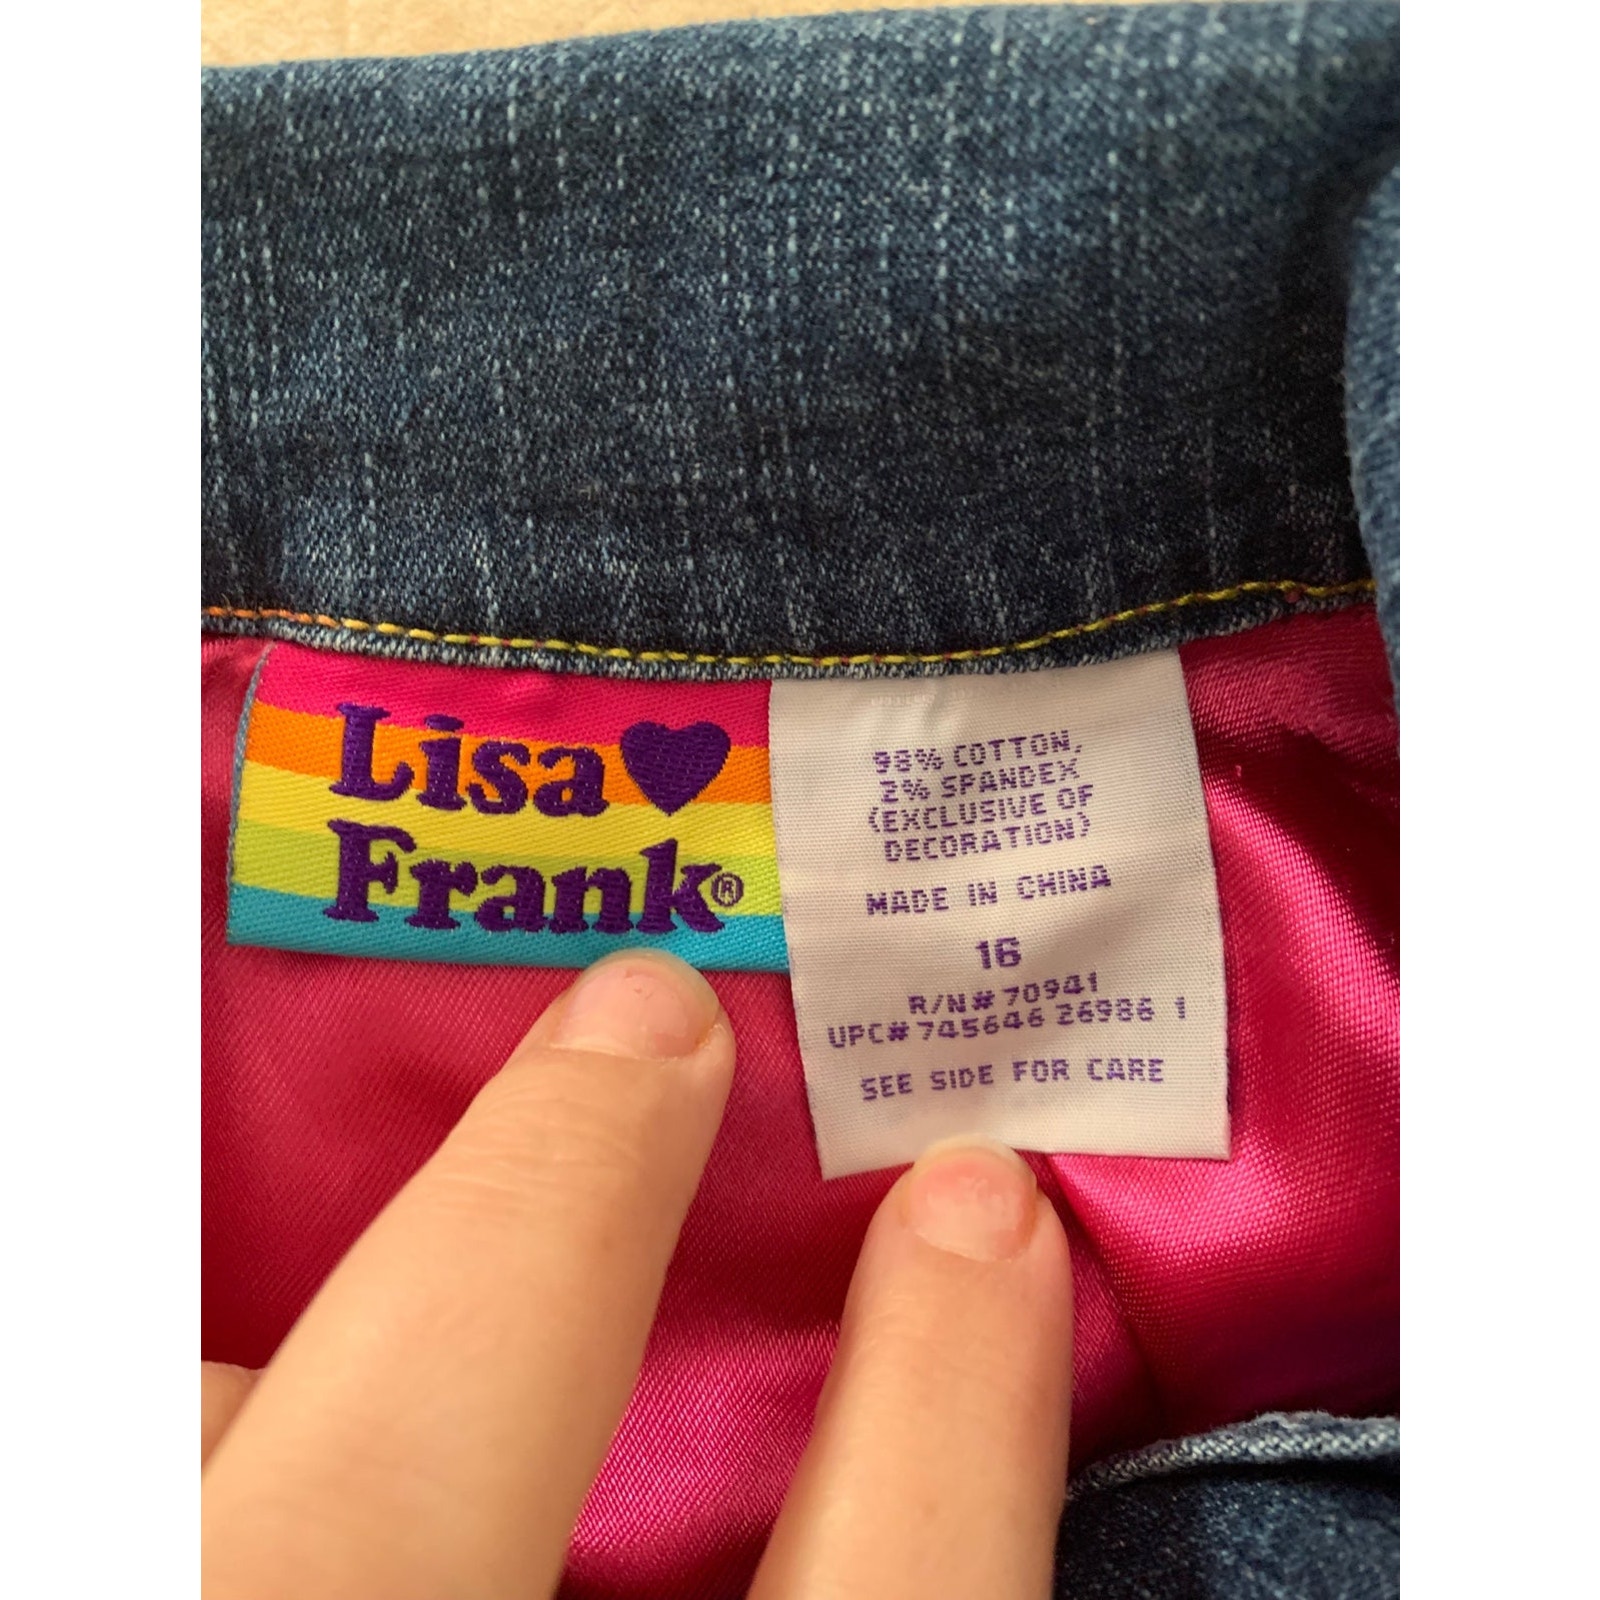 Lisa
Frank®
98% COTTON,
2% SPANDEX
(EXCLUSIVE OF
DECORATION)
MADE IN CHINA
16
R/N# 70941
UPC# 745646 26986 1
SEE SIDE FOR CARE